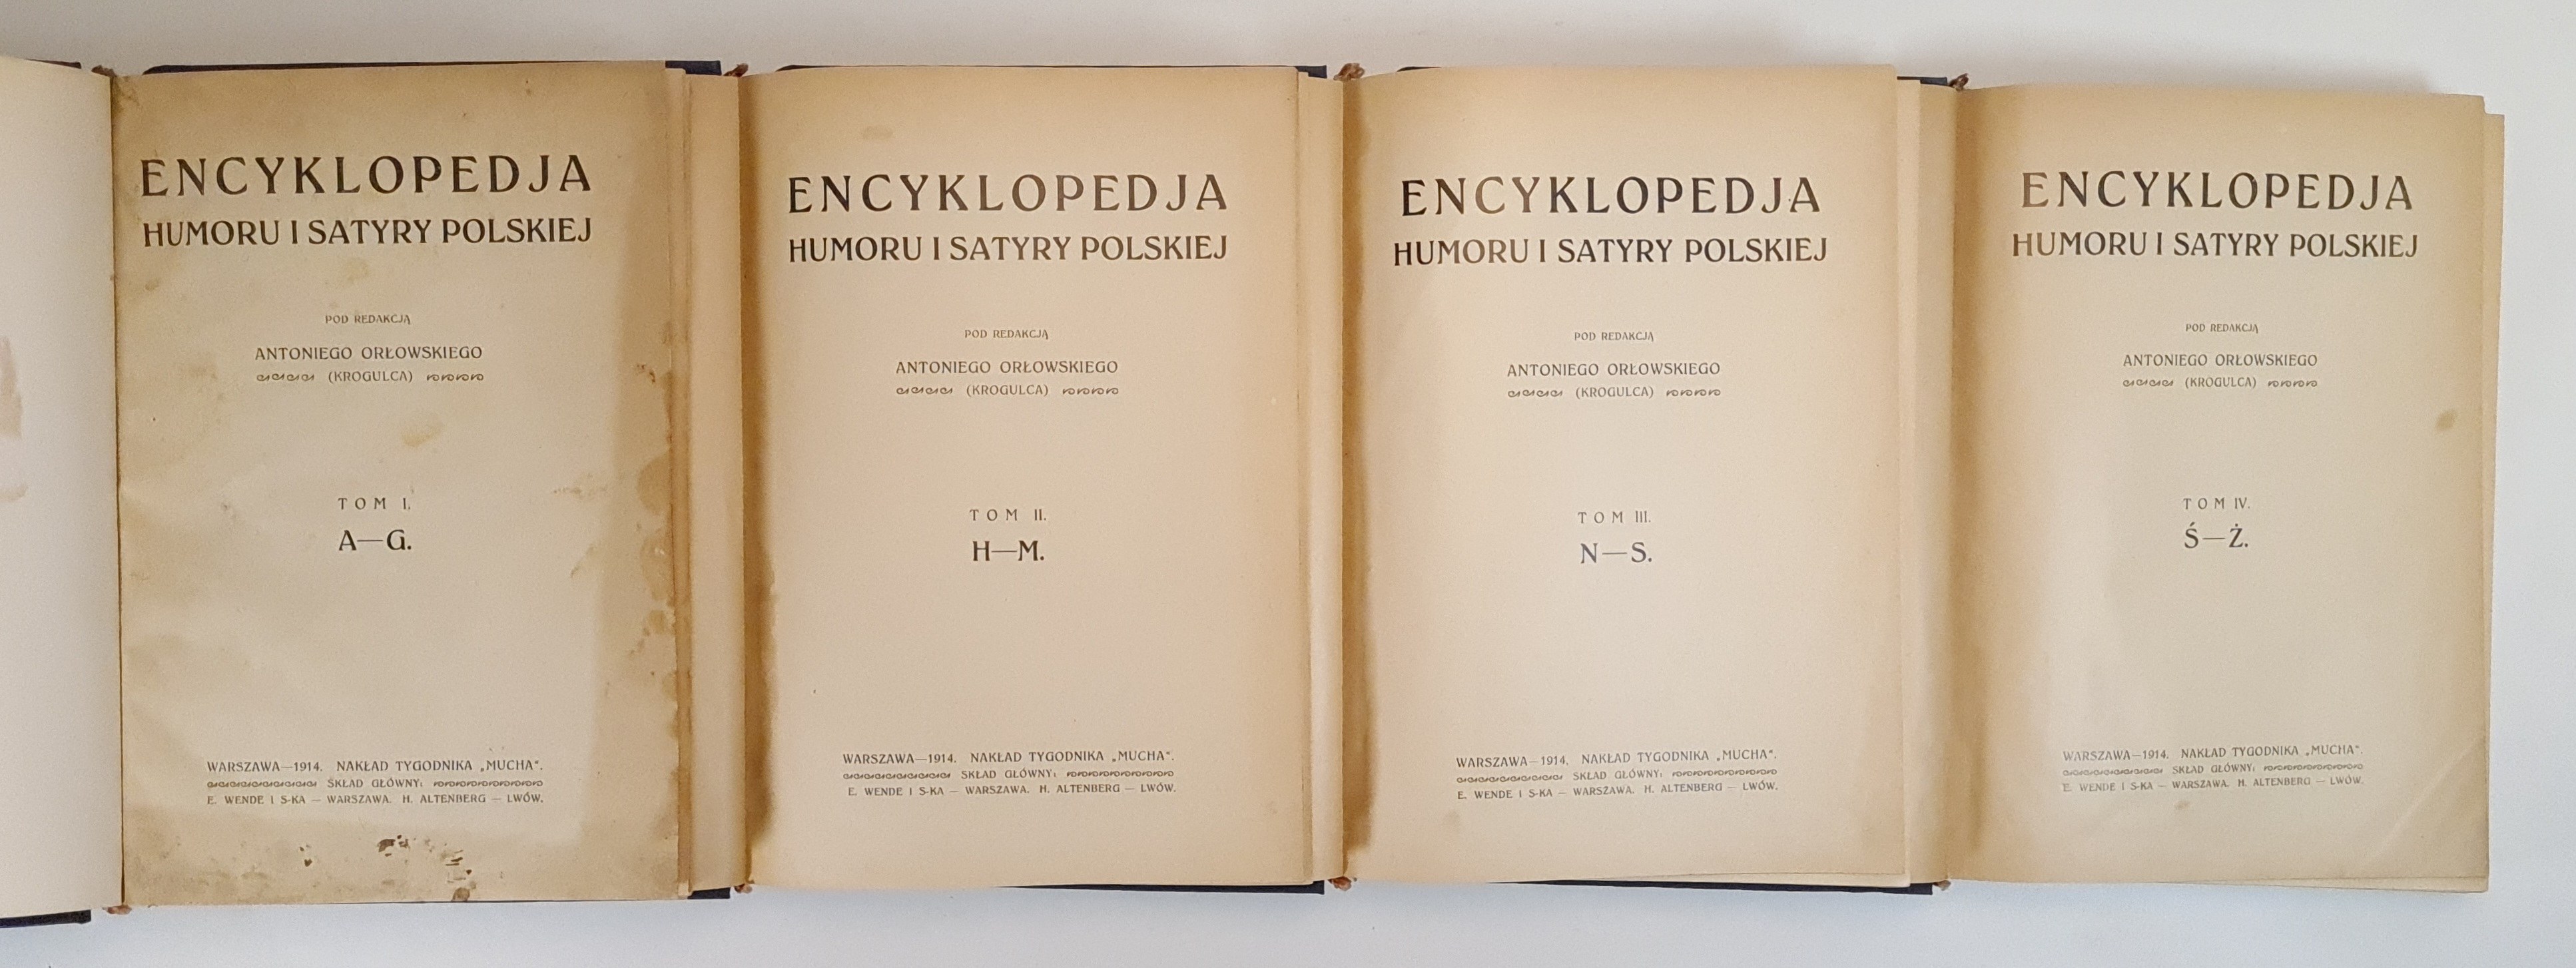 ENCYKLOPEDJA
HUMORU I SATYRY POLSKIEJ
POD REDAKCJĄ
ANTONIEGO ORŁOWSKIEGO
(KROGULCA)
TOM I.
A—G.
WARSZAWA—1914. NAKŁAD TYGODNIKA „MUCHA“.
SKŁAD GŁÓWNY:
E. WENDE I S-KA — WARSZAWA. H. ALTENBERG — LWÓW.
ENCYKLOPEDJA
HUMORU I SATYRY POLSKIEJ
POD REDAKCJĄ
ANTONIEGO ORŁOWSKIEGO
(KROGULCA)
TOM II.
H—M.
WARSZAWA—1914. NAKŁAD TYGODNIKA „MUCHA“.
SKŁAD GŁÓWNY:
E. WENDE I S-KA — WARSZAWA. H. ALTENBERG — LWÓW.
ENCYKLOPEDJA
HUMORU I SATYRY POLSKIEJ
POD REDAKCJĄ
ANTONIEGO ORŁOWSKIEGO
(KROGULCA)
TOM III.
N—S.
WARSZAWA—1914. NAKŁAD TYGODNIKA „MUCHA“.
SKŁAD GŁÓWNY:
E. WENDE I S-KA — WARSZAWA. H. ALTENBERG — LWÓW.
ENCYKLOPEDJA
HUMORU I SATYRY POLSKIEJ
POD REDAKCJĄ
ANTONIEGO ORŁOWSKIEGO
(KROGULCA)
TOM IV.
Ś—Ż.
WARSZAWA—1914. NAKŁAD TYGODNIKA „MUCHA“.
SKŁAD GŁÓWNY:
E. WENDE I S-KA — WARSZAWA. H. ALTENBERG — LWÓW.